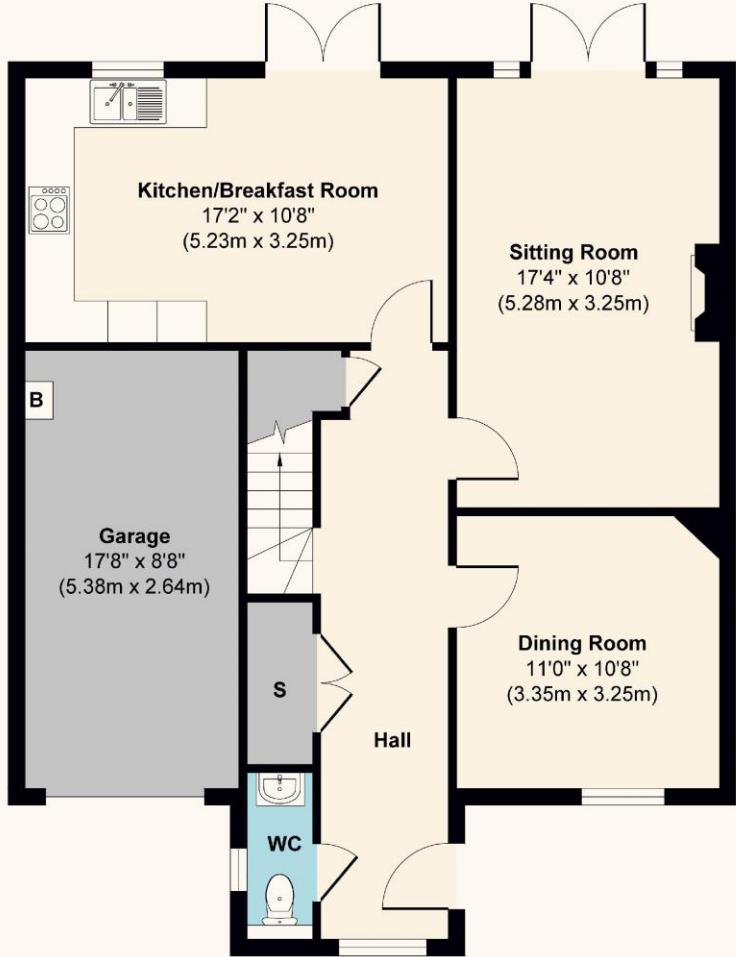 Kitchen/Breakfast Room
17'2" x 10'8"
(5.23m x 3.25m)
Sitting Room
17'4" x 10'8"
(5.28m x 3.25m)
B
Garage
17'8" x 8'8"
(5.38m x 2.64m)
Dining Room
11'0" x 10'8"
(3.35m x 3.25m)
S
Hall
WC